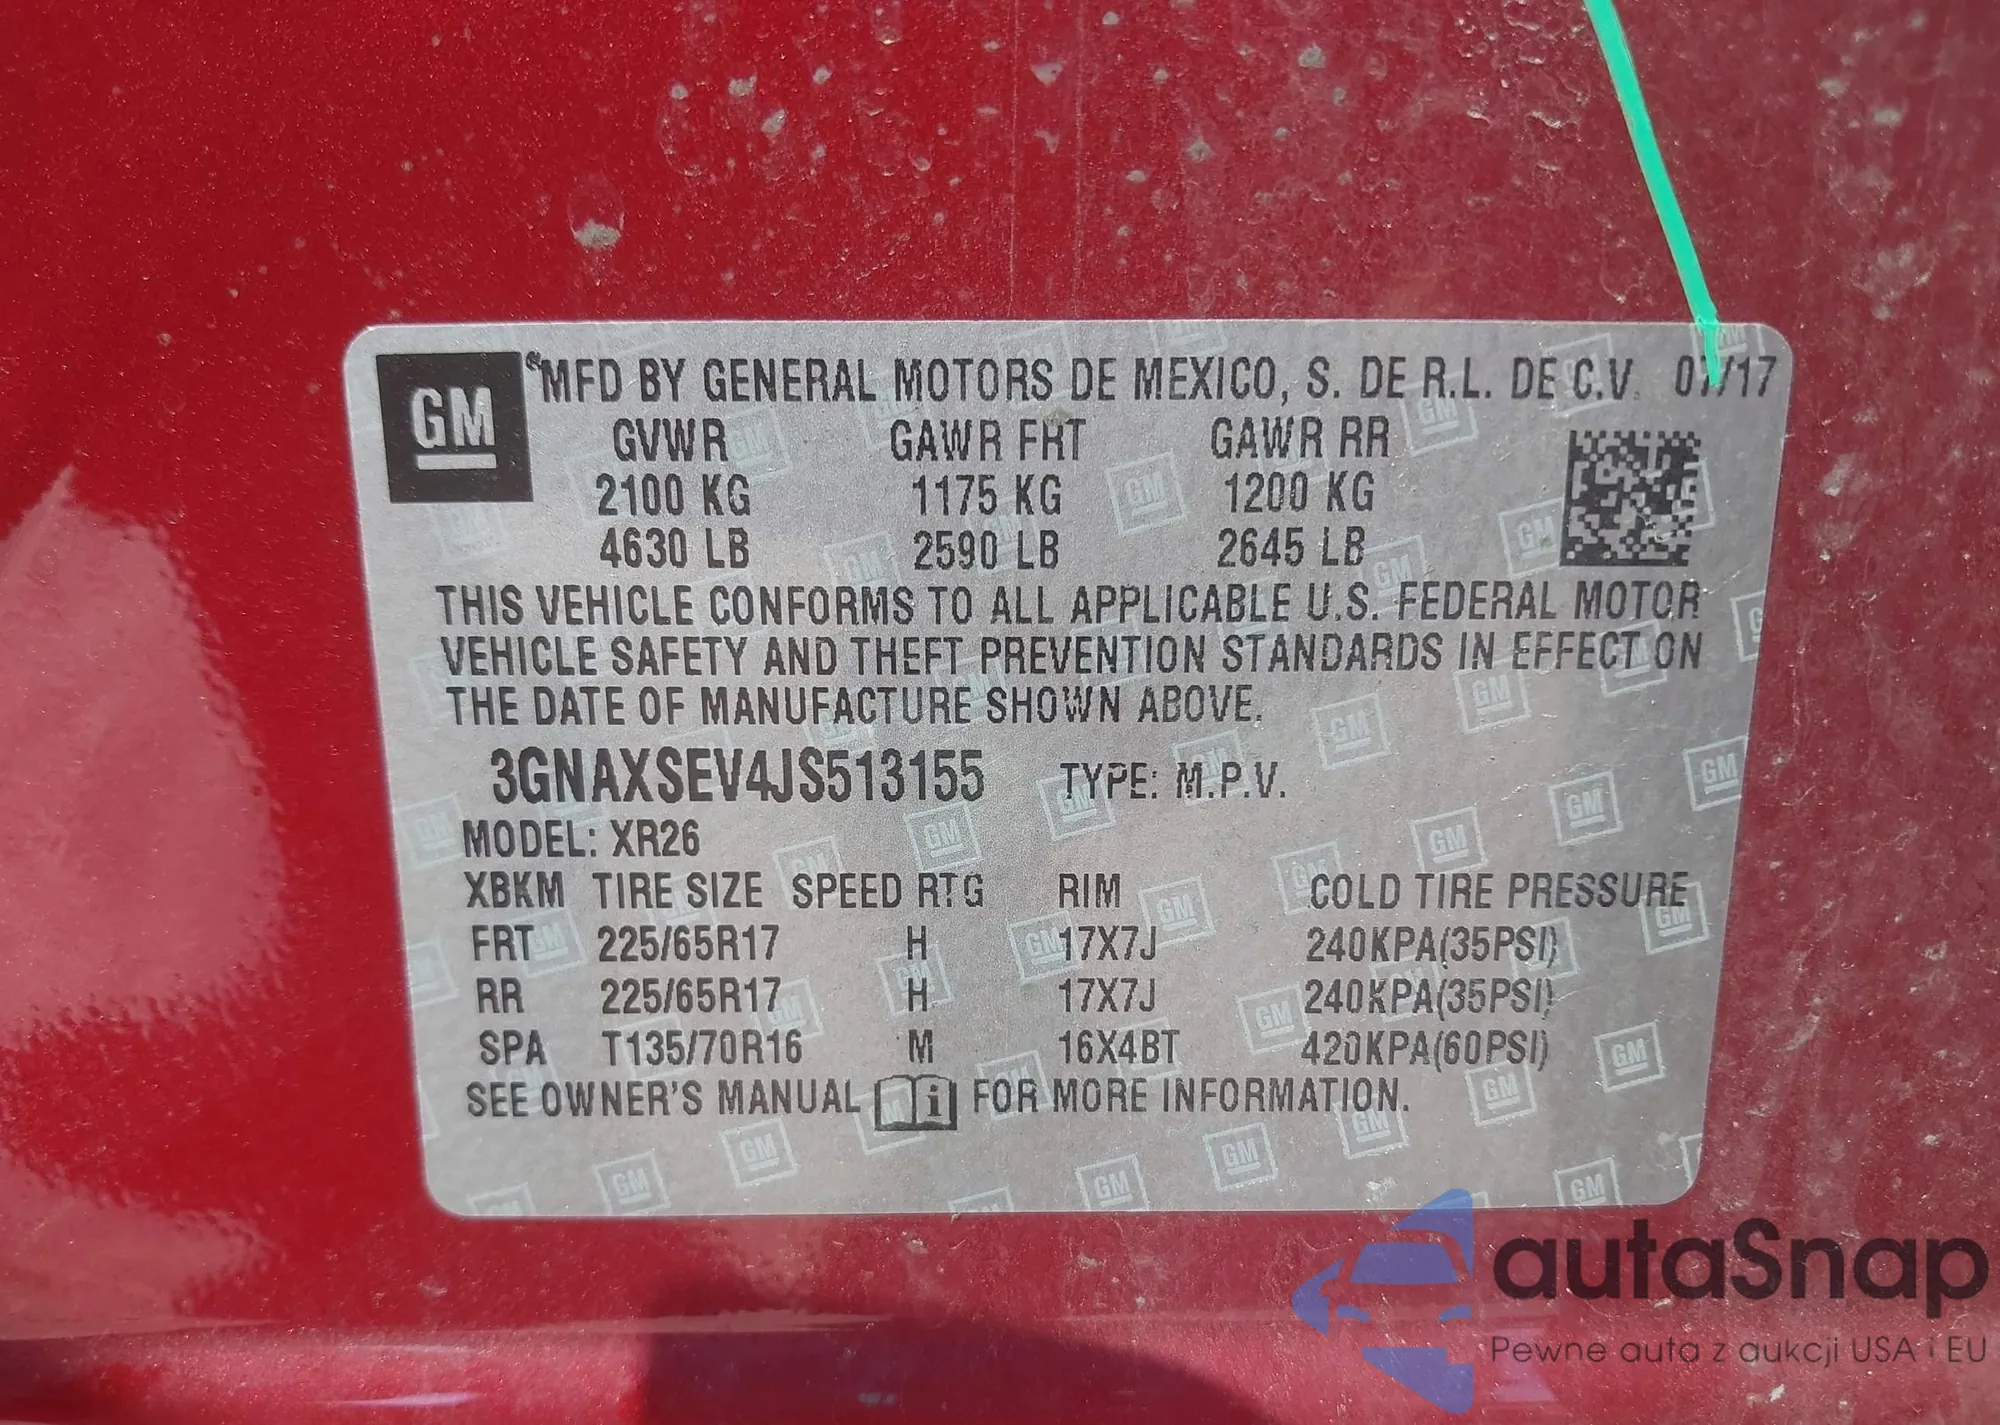 GM
MFD BY GENERAL MOTORS DE MEXICO, S. DE R.L. DE C.V. 07/17
GVWR GAWR FRT GAWR RR
2100 KG 1175 KG 1200 KG
4630 LB 2590 LB 2645 LB
THIS VEHICLE CONFORMS TO ALL APPLICABLE U.S. FEDERAL MOTOR
VEHICLE SAFETY AND THEFT PREVENTION STANDARDS IN EFFECT ON
THE DATE OF MANUFACTURE SHOWN ABOVE.
3GNAXSEV4JS513155 TYPE: M.P.V.
MODEL: XR26
XBKM TIRE SIZE SPEED RTG RIM COLD TIRE PRESSURE
FRT 225/65R17 H 17X7J 240KPA(35PSI)
RR 225/65R17 H 17X7J 240KPA(35PSI)
SPA T135/70R16 M 16X4BT 420KPA(60PSI)
SEE OWNER'S MANUAL i FOR MORE INFORMATION.
autaSnap
Pewne auta z aukcji USA i EU